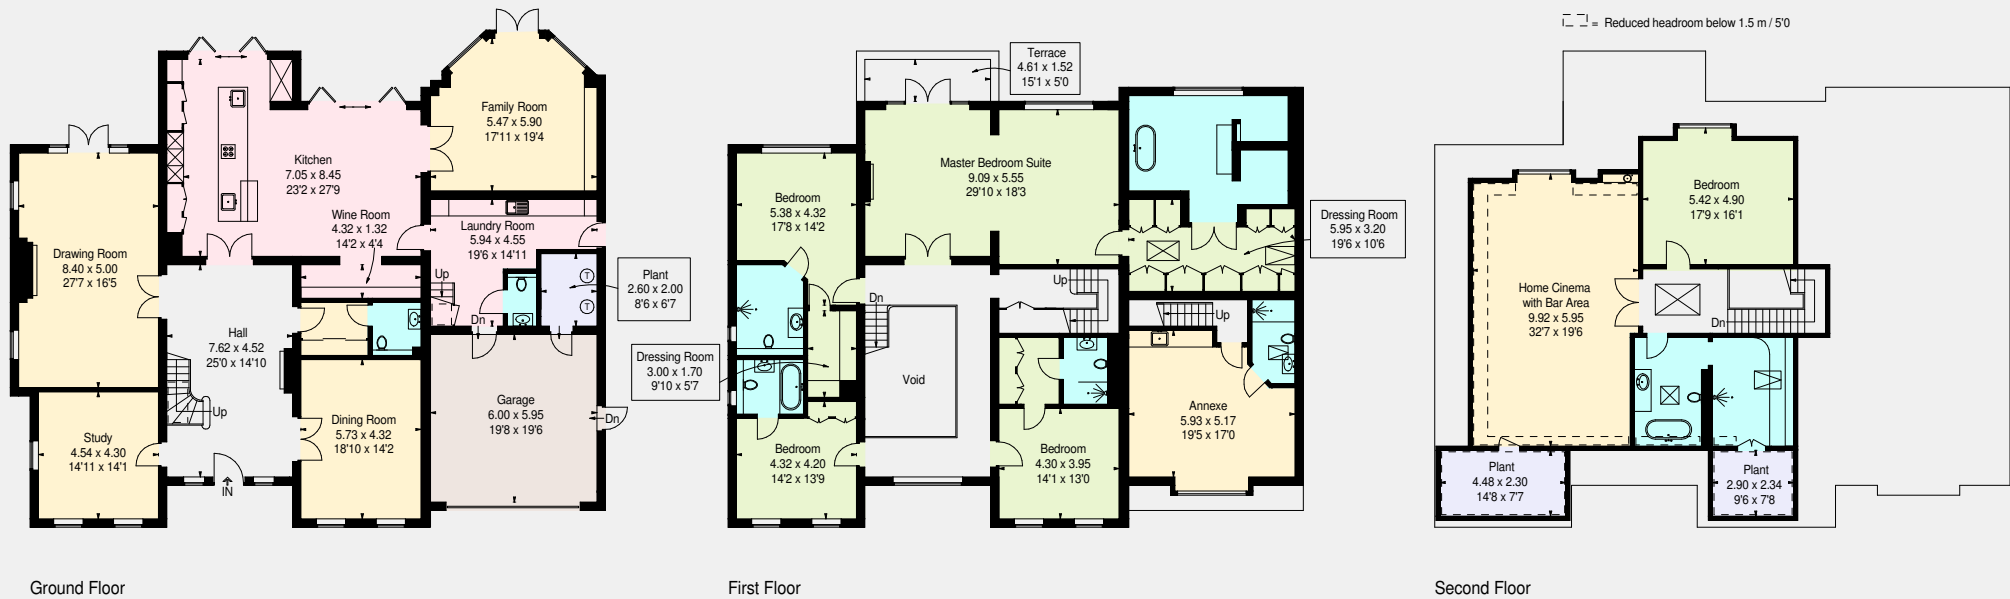 = Reduced headroom below 1.5 m / 5'0
Family Room
5.47 x 5.90
17'11 x 19'4
Kitchen
7.05 x 8.45
23'2 x 27'9
Wine Room
4.32 x 1.32
14'2 x 4'4
Laundry Room
5.94 x 4.55
19'6 x 14'11
Up
Dn
Drawing Room
8.40 x 5.00
27'7 x 16'5
Plant
2.60 x 2.00
8'6 x 6'7
T
T
Hall
7.62 x 4.52
25'0 x 14'10
Up
Garage
6.00 x 5.95
19'8 x 19'6
Dn
Dining Room
5.73 x 4.32
18'10 x 14'2
Study
4.54 x 4.30
14'11 x 14'1
IN
Ground Floor
Terrace
4.61 x 1.52
15'1 x 5'0
Master Bedroom Suite
9.09 x 5.55
29'10 x 18'3
Bedroom
5.38 x 4.32
17'8 x 14'2
Dressing Room
5.95 x 3.20
19'6 x 10'6
Up
Dn
Up
Dressing Room
3.00 x 1.70
9'10 x 5'7
Void
Annexe
5.93 x 5.17
19'5 x 17'0
Bedroom
4.32 x 4.20
14'2 x 13'9
Bedroom
4.30 x 3.95
14'1 x 13'0
First Floor
Bedroom
5.42 x 4.90
17'9 x 16'1
Home Cinema
with Bar Area
9.92 x 5.95
32'7 x 19'6
Dn
Plant
4.48 x 2.30
14'8 x 7'7
Plant
2.90 x 2.34
9'6 x 7'8
Second Floor